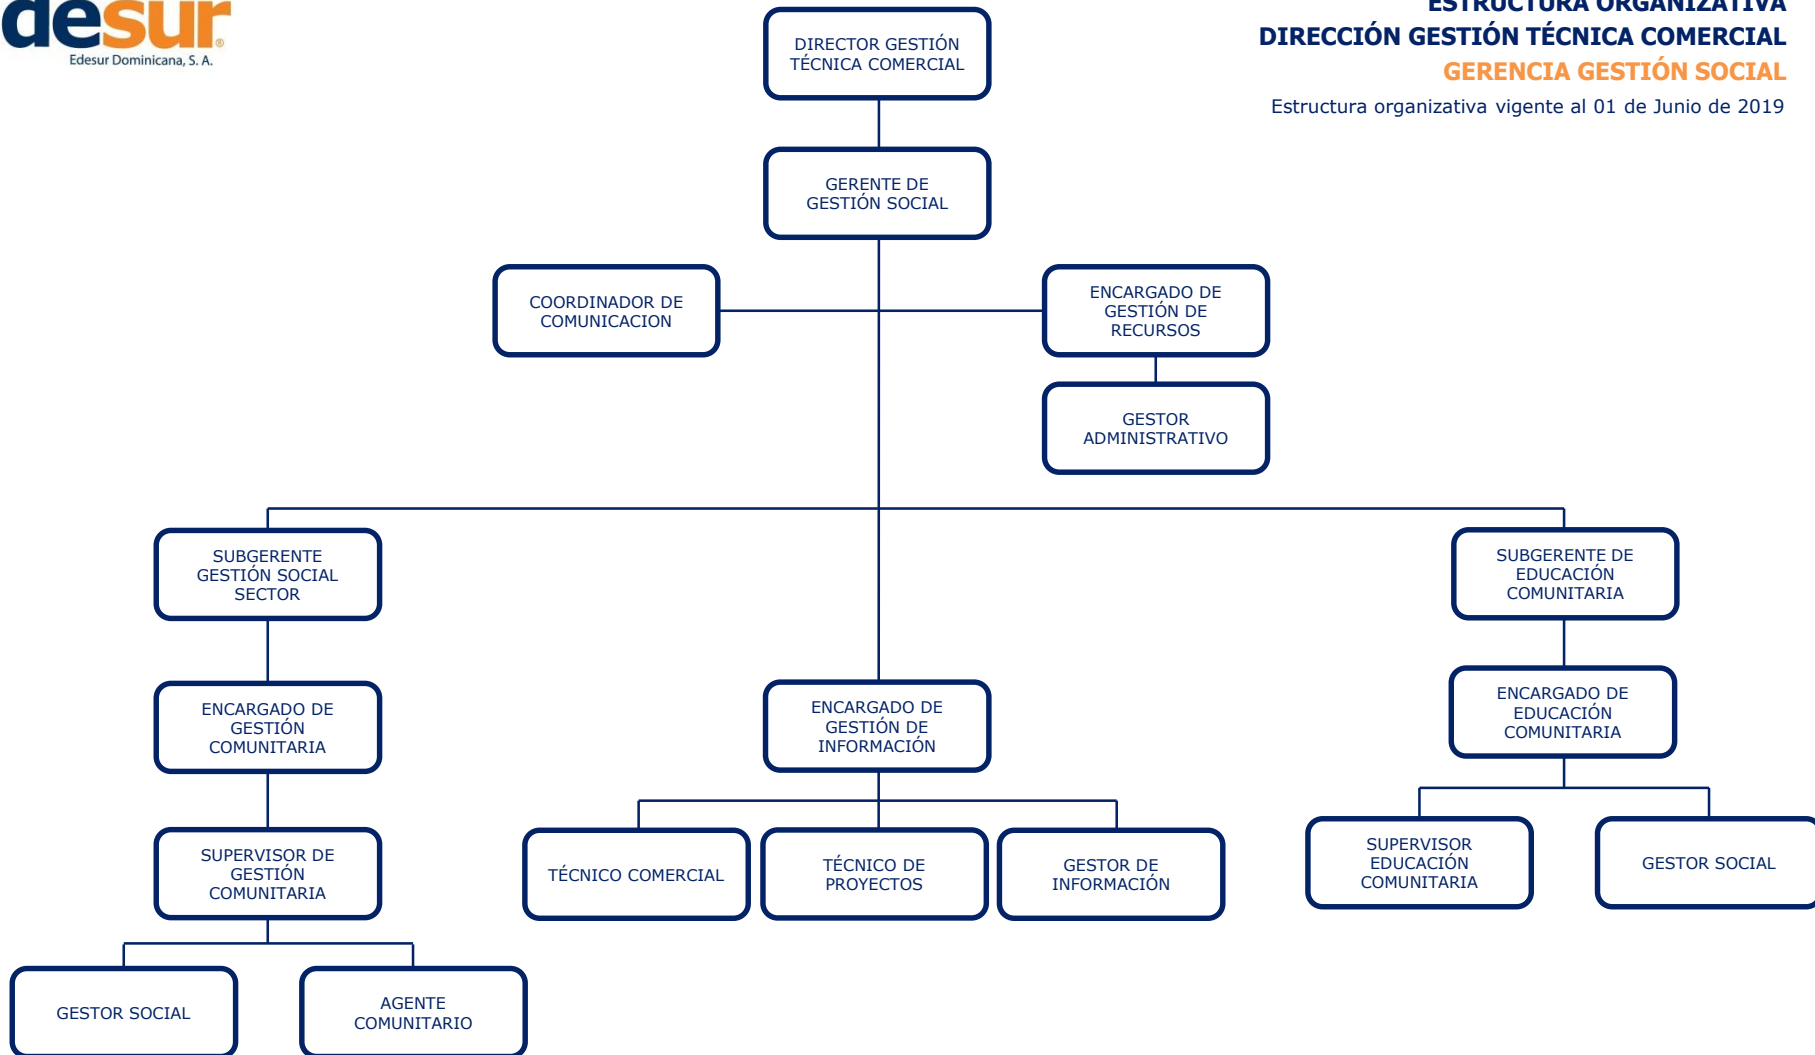 desur
Edesur Dominicana, S. A.
ESTRUCTURA ORGANIZATIVA
DIRECCIÓN GESTIÓN TÉCNICA COMERCIAL
GERENCIA GESTIÓN SOCIAL
Estructura organizativa vigente al 01 de Junio de 2019
DIRECTOR GESTIÓN
TÉCNICA COMERCIAL
GERENTE DE
GESTIÓN SOCIAL
COORDINADOR DE
COMUNICACION
ENCARGADO DE
GESTIÓN DE
RECURSOS
GESTOR
ADMINISTRATIVO
SUBGERENTE
GESTIÓN SOCIAL
SECTOR
SUBGERENTE DE
EDUCACIÓN
COMUNITARIA
ENCARGADO DE
GESTIÓN
COMUNITARIA
ENCARGADO DE
GESTIÓN DE
INFORMACIÓN
ENCARGADO DE
EDUCACIÓN
COMUNITARIA
SUPERVISOR DE
GESTIÓN
COMUNITARIA
TÉCNICO COMERCIAL
TÉCNICO DE
PROYECTOS
GESTOR DE
INFORMACIÓN
SUPERVISOR
EDUCACIÓN
COMUNITARIA
GESTOR SOCIAL
GESTOR SOCIAL
AGENTE
COMUNITARIO